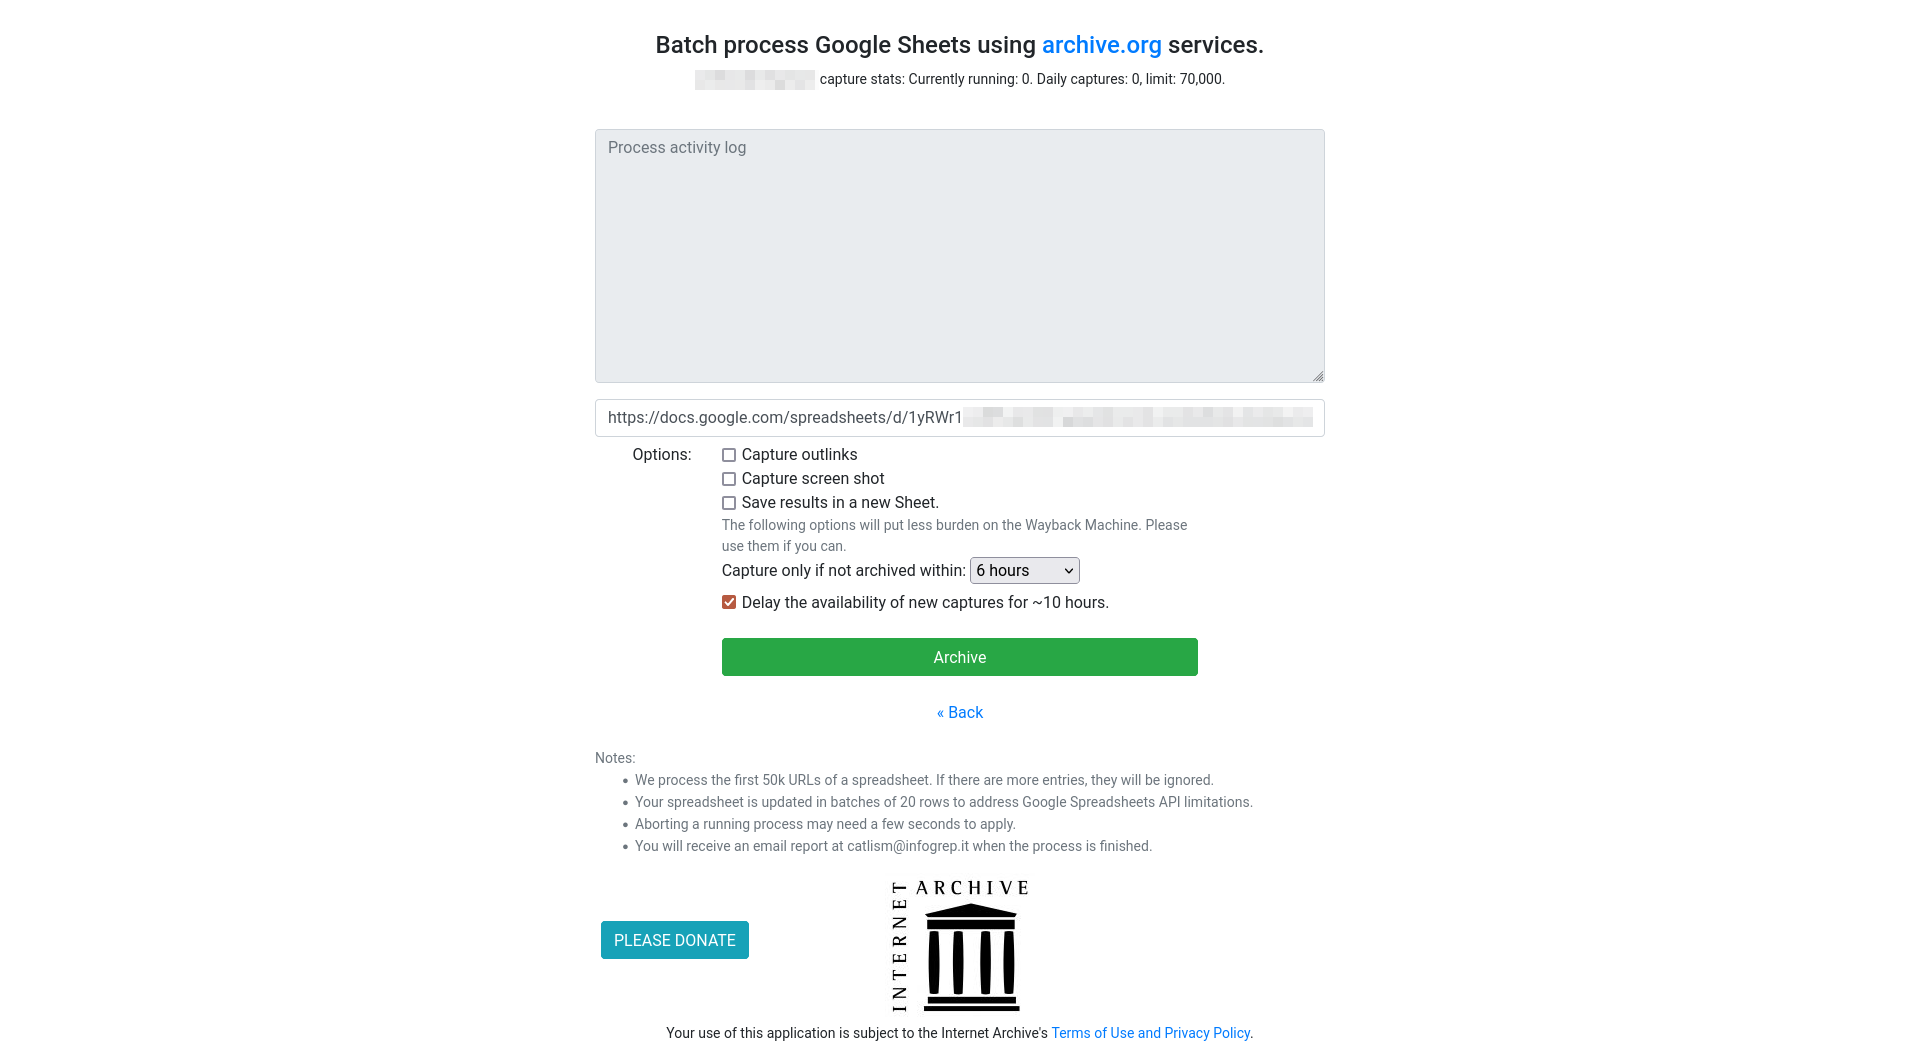 Batch process Google Sheets using archive.org services.
capture stats: Currently running: 0. Daily captures: 0, limit: 70,000.
Process activity log
https://docs.google.com/spreadsheets/d/1yRWr1
Options:
Capture outlinks
Capture screen shot
Save results in a new Sheet.
The following options will put less burden on the Wayback Machine. Please
use them if you can.
Capture only if not archived within: 6 hours
Delay the availability of new captures for ~10 hours.
Archive
« Back
Notes:
• We process the first 50k URLs of a spreadsheet. If there are more entries, they will be ignored.
• Your spreadsheet is updated in batches of 20 rows to address Google Spreadsheets API limitations.
• Aborting a running process may need a few seconds to apply.
• You will receive an email report at catlism@infogrep.it when the process is finished.
PLEASE DONATE
INTERNET ARCHIVE
Your use of this application is subject to the Internet Archive's Terms of Use and Privacy Policy.